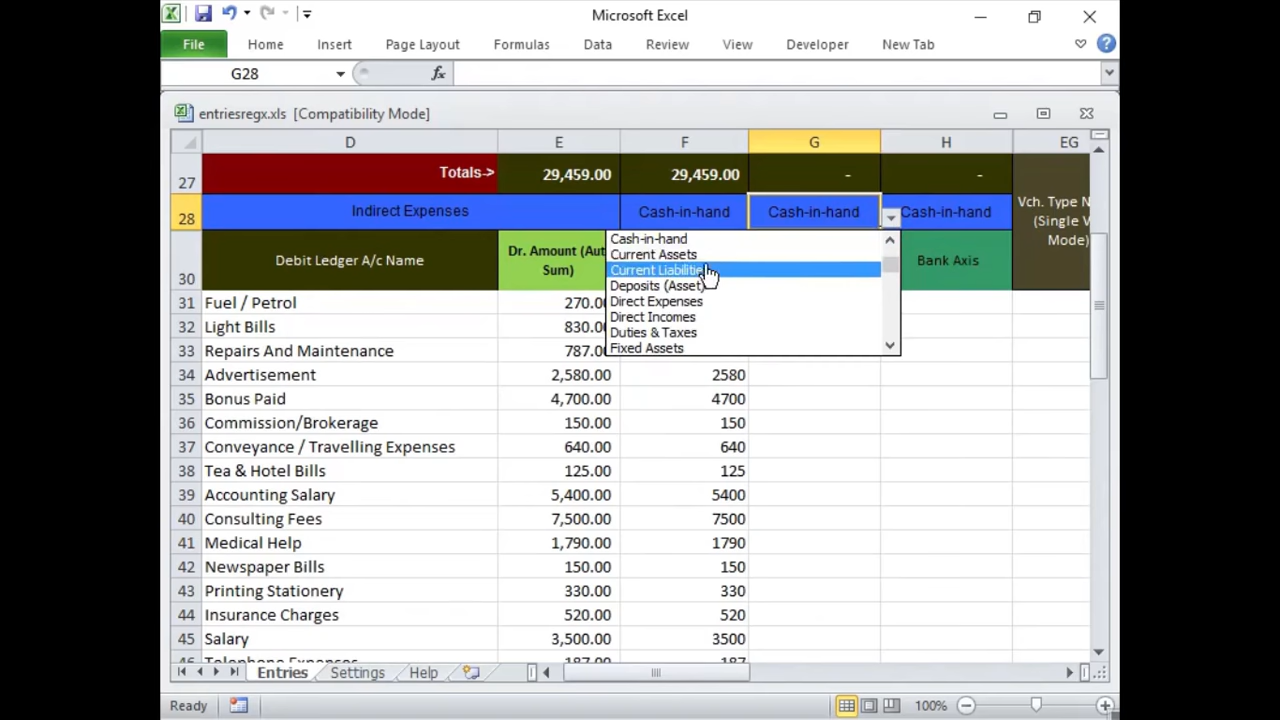 Microsoft Excel
File Home Insert Page Layout Formulas Data Review View Developer New Tab
G28 fx
entriesregx.xls [Compatibility Mode]
D E F G H EG
27 Totals-> 29,459.00 29,459.00 - -
28 Indirect Expenses Cash-in-hand Cash-in-hand Cash-in-hand
Vch. Type N
(Single V
Mode)
30 Debit Ledger A/c Name Dr. Amount (Aut Sum) Bank Axis
Cash-in-hand
Current Assets
Current Liabilitie
Deposits (Asset)
Direct Expenses
Direct Incomes
Duties & Taxes
Fixed Assets
31 Fuel / Petrol 270.0
32 Light Bills 830.0
33 Repairs And Maintenance 787.0
34 Advertisement 2,580.00 2580
35 Bonus Paid 4,700.00 4700
36 Commission/Brokerage 150.00 150
37 Conveyance / Travelling Expenses 640.00 640
38 Tea & Hotel Bills 125.00 125
39 Accounting Salary 5,400.00 5400
40 Consulting Fees 7,500.00 7500
41 Medical Help 1,790.00 1790
42 Newspaper Bills 150.00 150
43 Printing Stationery 330.00 330
44 Insurance Charges 520.00 520
45 Salary 3,500.00 3500
46 Telephone Expenses 187.00 187
Entries Settings Help
Ready 100%